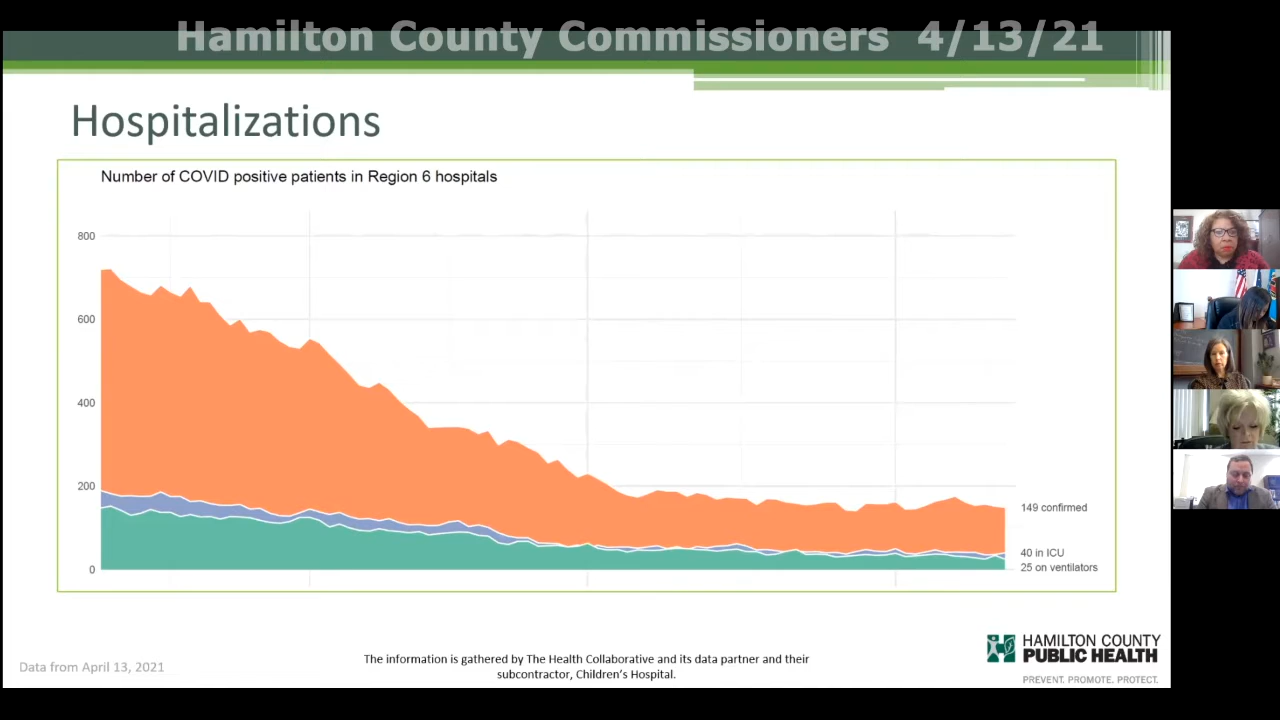 Hamilton County Commissioners 4/13/21
Hospitalizations
Number of COVID positive patients in Region 6 hospitals
800
600
400
200
0
149 confirmed
40 in ICU
25 on ventilators
Data from April 13, 2021
The information is gathered by The Health Collaborative and its data partner and their
subcontractor, Children's Hospital.
HAMILTON COUNTY
PUBLIC HEALTH
PREVENT. PROMOTE. PROTECT.